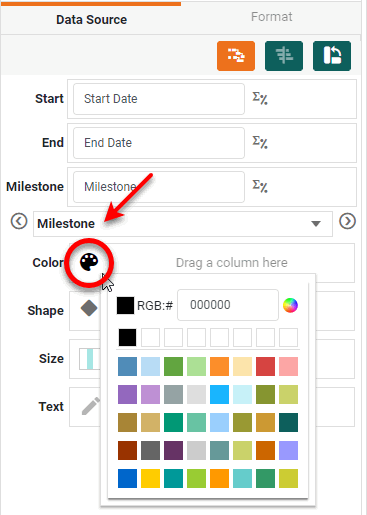 Data Source
Format
Start
Start Date
Σ%
End
End Date
Σ%
Milestone
Milestone
Σ%
Milestone
Color
Drag a column here
RGB:#
000000
Shape
Size
Text